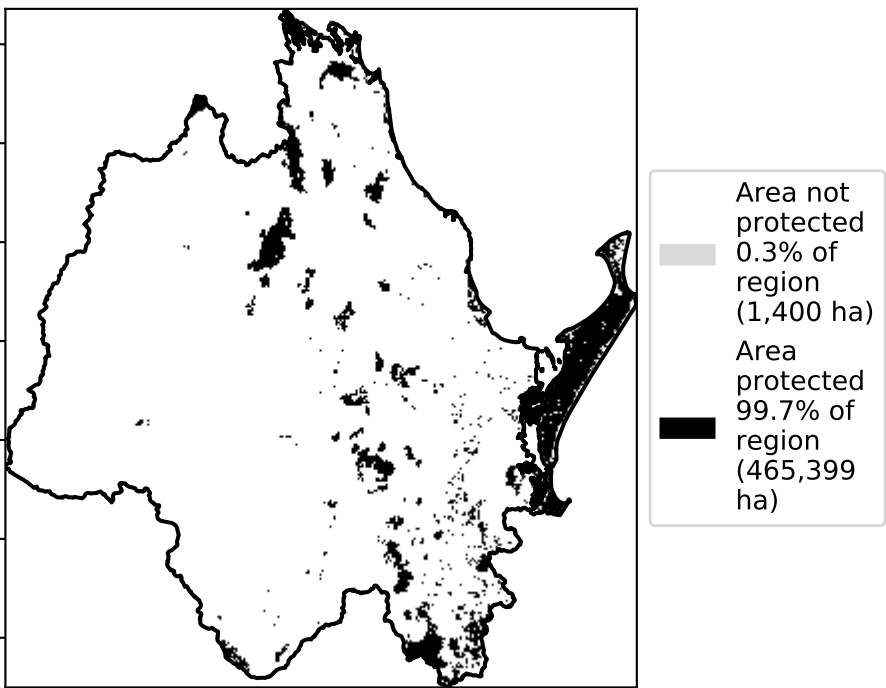 Area not
protected
0.3% of
region
(1,400 ha)
Area
protected
99.7% of
region
(465,399
ha)